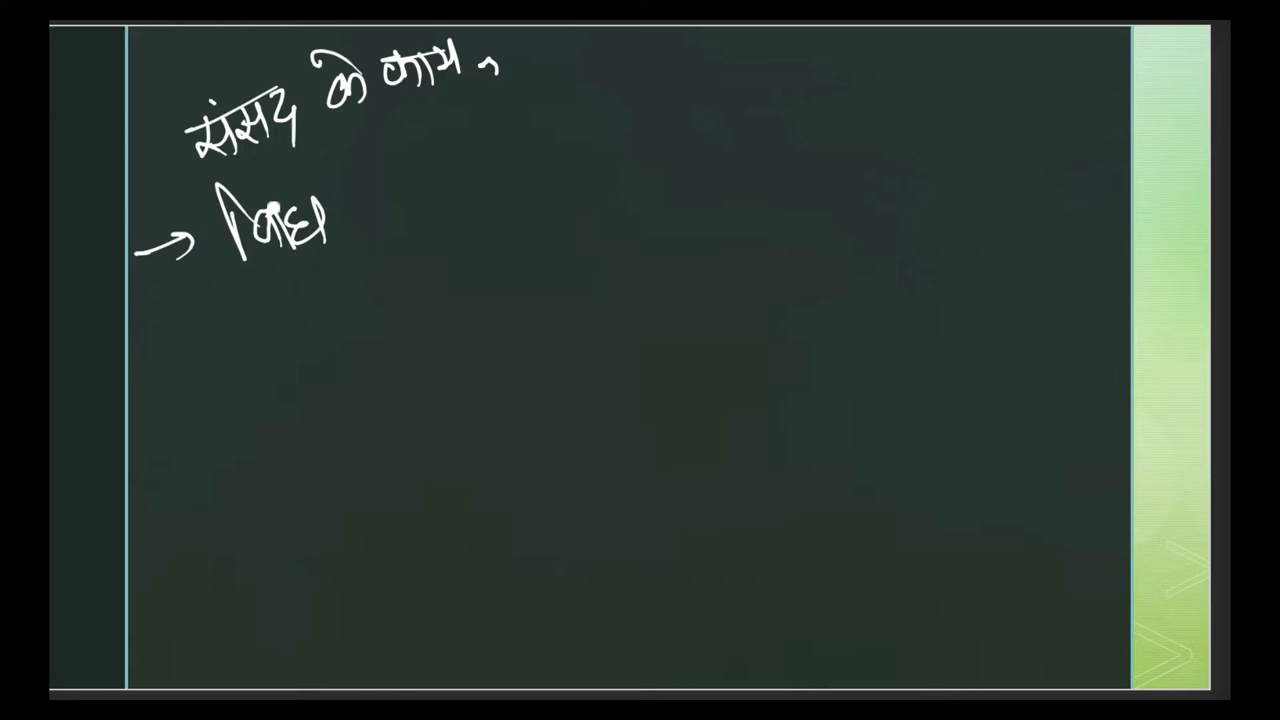 संसद के कार्य
→ विधा